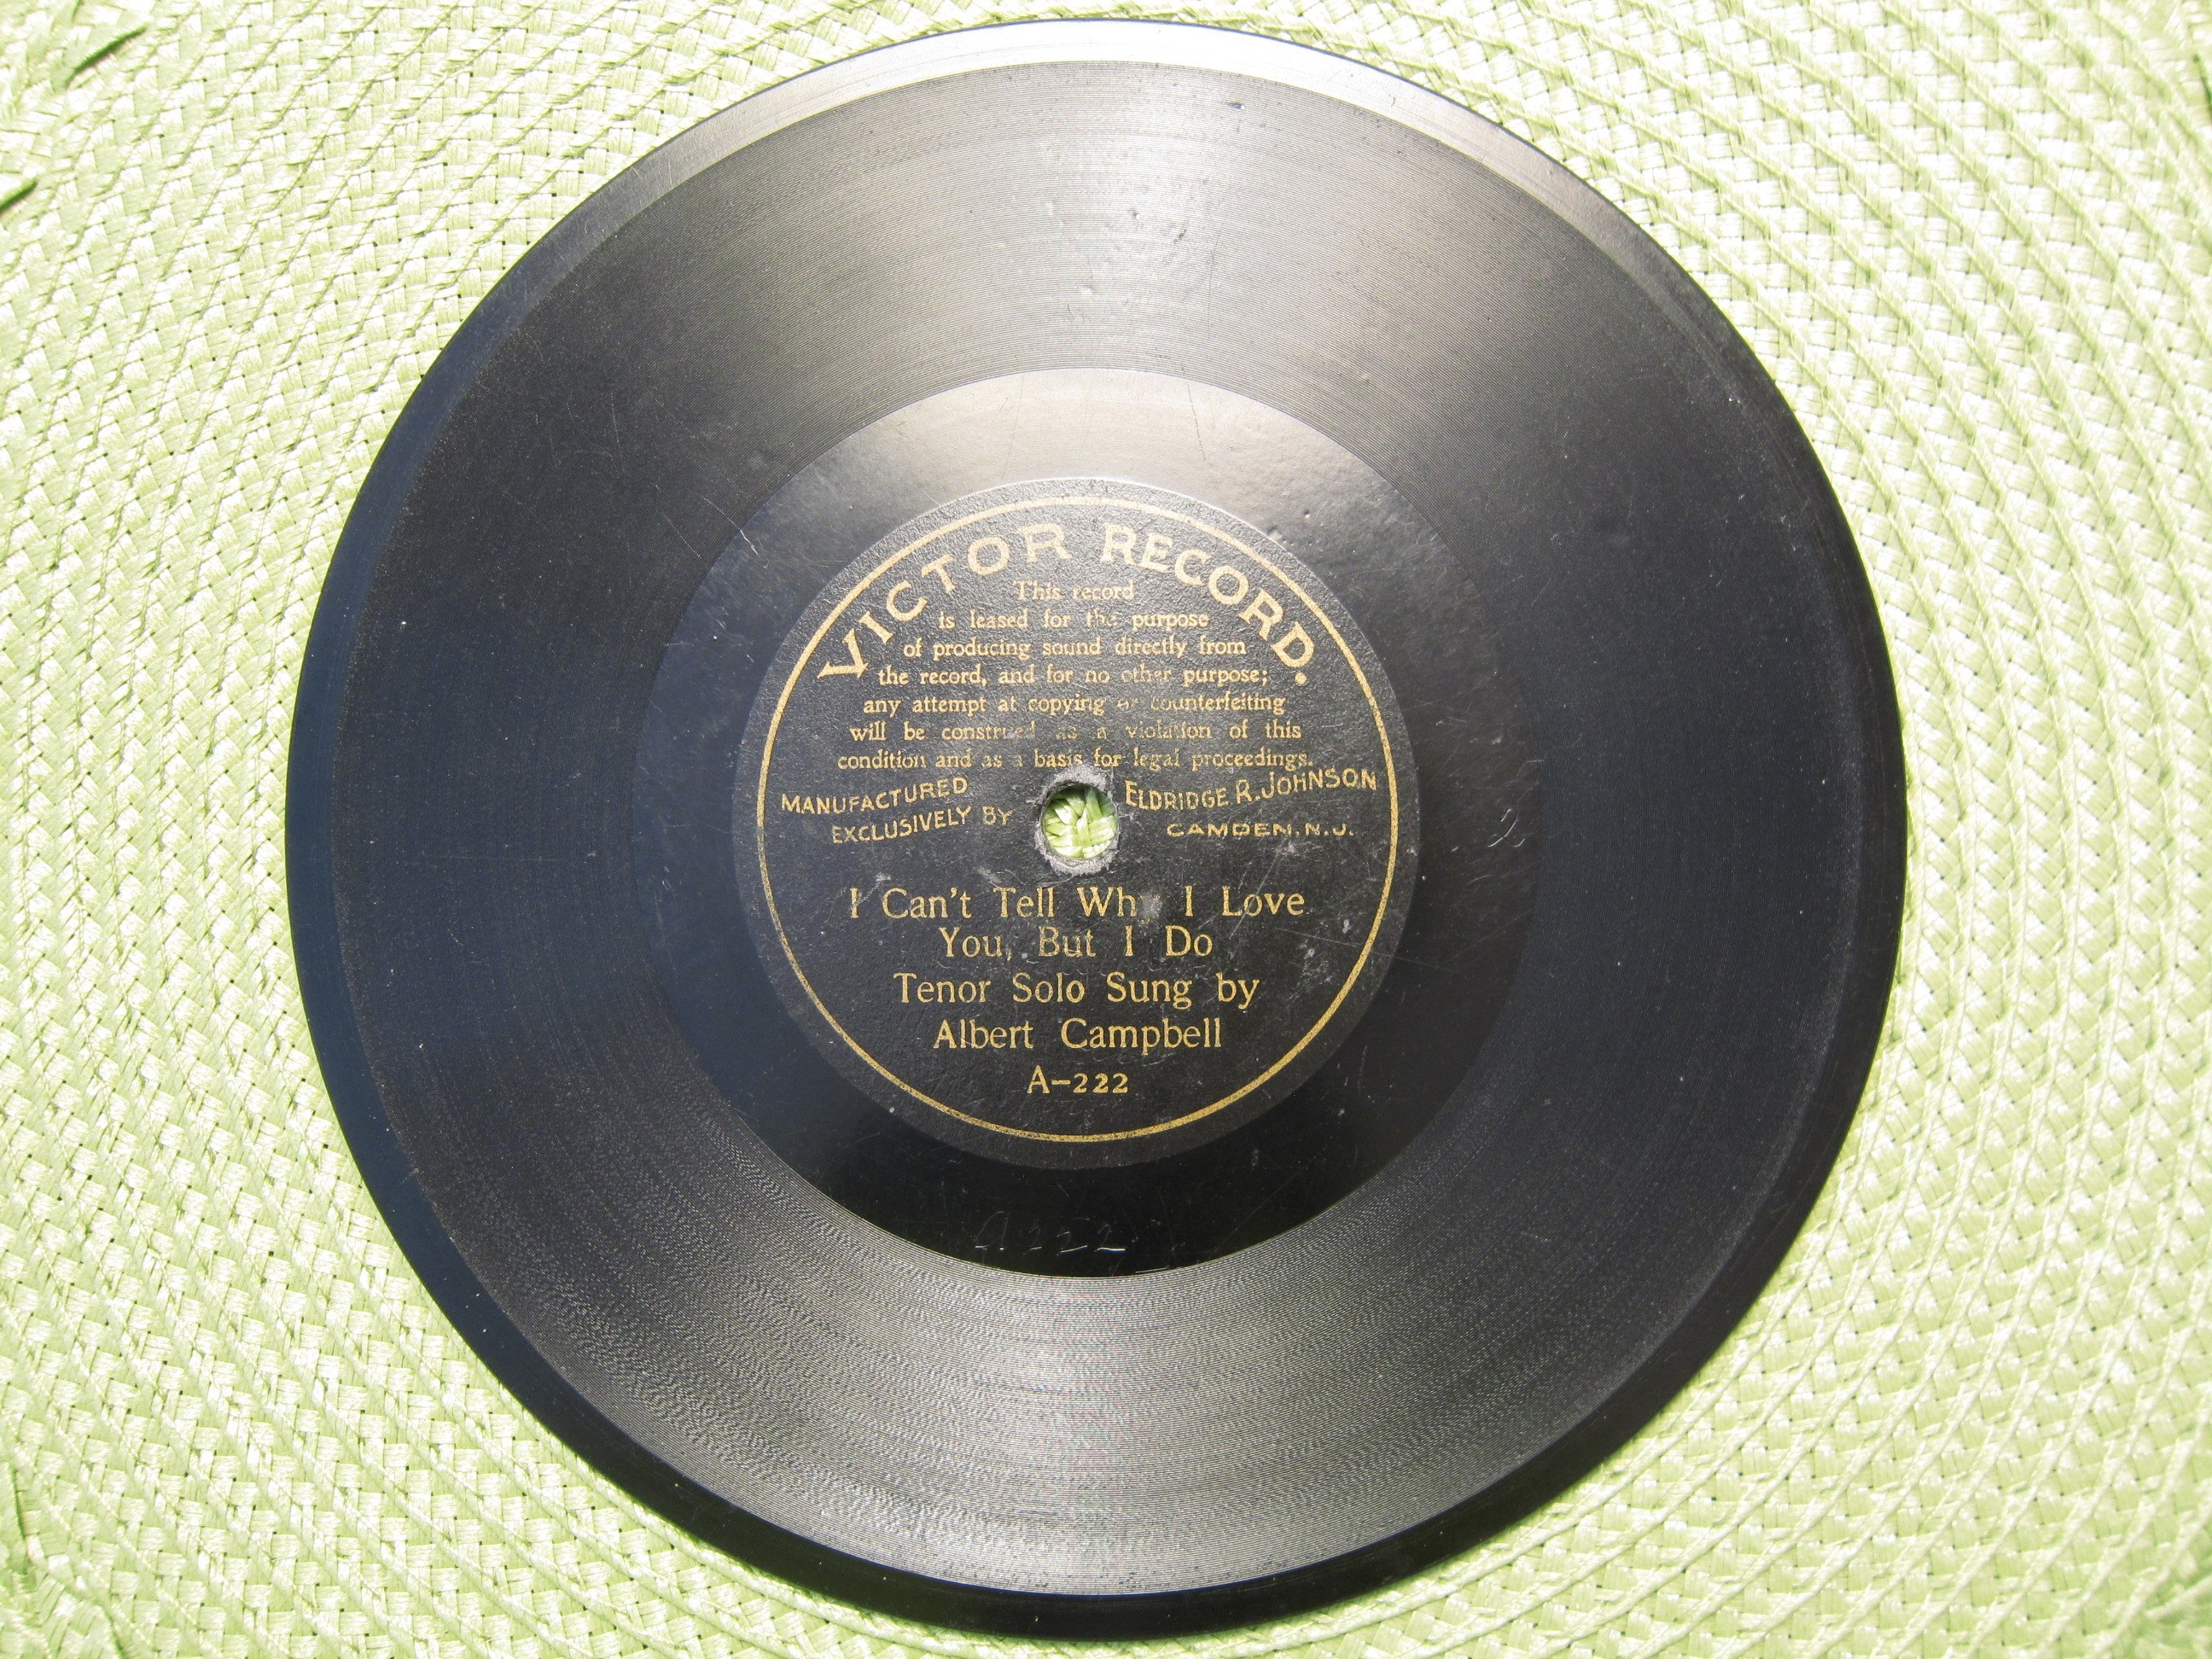 VICTOR RECORD.
This record
is leased for the purpose
of producing sound directly from
the record, and for no other purpose;
any attempt at copying or counterfeiting
will be construed as a violation of this
condition and as a basis for legal proceedings.
MANUFACTURED
EXCLUSIVELY BY
ELDRIDGE R. JOHNSON
CAMDEN, N.J.
I Can't Tell Why I Love
You, But I Do
Tenor Solo Sung by
Albert Campbell
A-222
A222
2